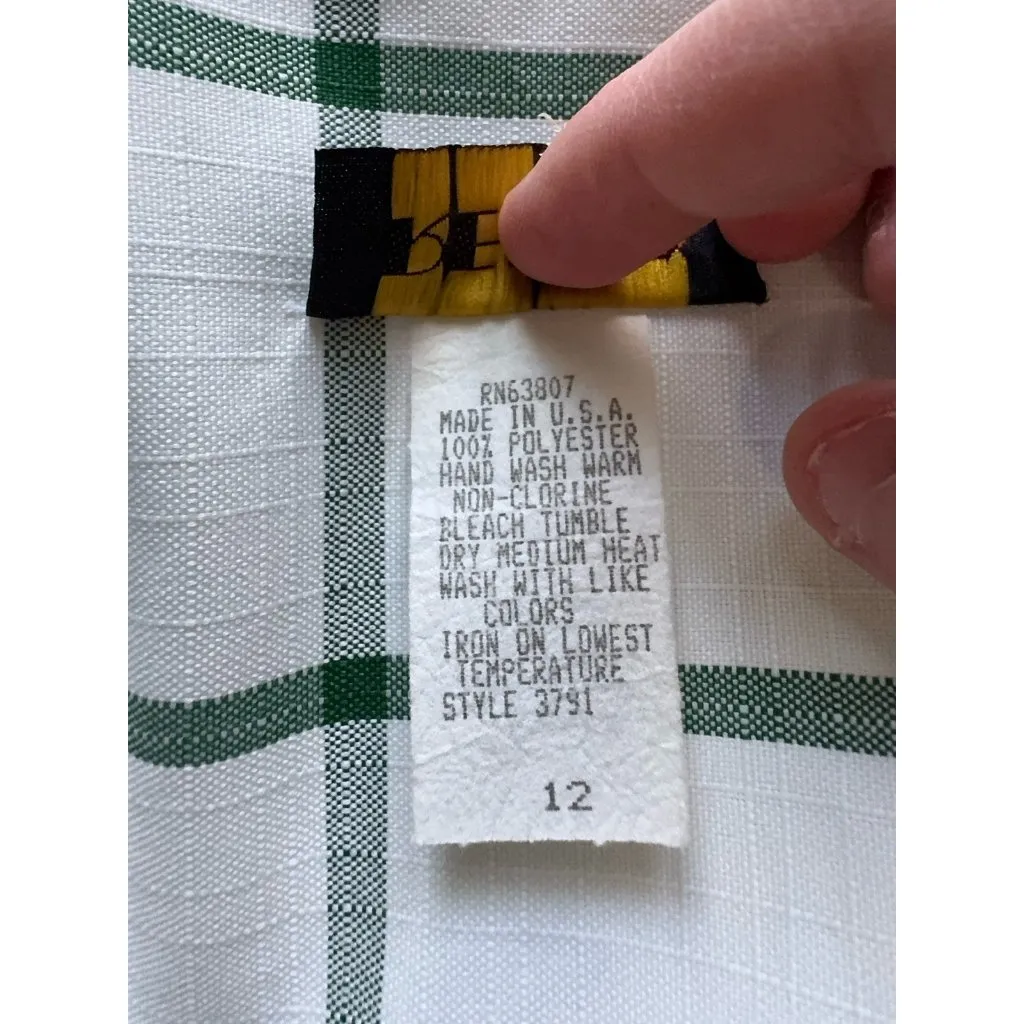 RN63807
MADE IN U.S.A.
100% POLYESTER
HAND WASH WARM
NON-CLORINE
BLEACH TUMBLE
DRY MEDIUM HEAT
WASH WITH LIKE
COLORS
IRON ON LOWEST
TEMPERATURE
STYLE 3791
12